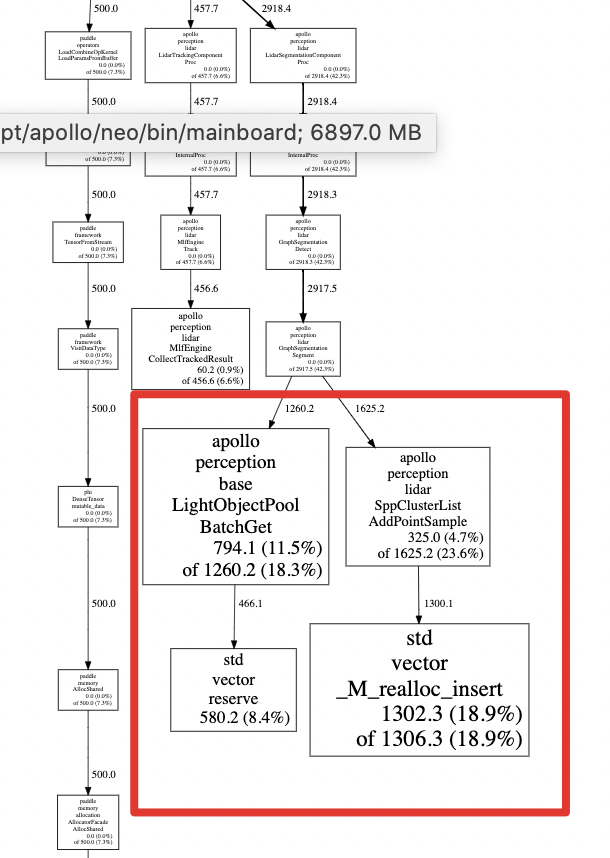 500.0
457.7
2918.4
paddle
operators
LoadCombineOpKernel
LoadParamsFromBuffer
0.0 (0.0%)
of 500.0 (7.3%)
apollo
perception
lidar
LidarTrackingComponent
Proc
0.0 (0.0%)
of 457.7 (6.6%)
apollo
perception
lidar
LidarSegmentationComponent
Proc
0.0 (0.0%)
of 2918.4 (42.3%)
500.0
457.7
2918.4
pt/apollo/neo/bin/mainboard; 6897.0 MB
of 500.0 (7.3%)
InternalProc
0.0 (0.0%)
of 457.7 (6.6%)
InternalProc
0.0 (0.0%)
of 2918.4 (42.3%)
500.0
457.7
2918.3
paddle
framework
TensorFromStream
0.0 (0.0%)
of 500.0 (7.3%)
apollo
perception
lidar
MlfEngine
Track
0.0 (0.0%)
of 457.7 (6.6%)
apollo
perception
lidar
GraphSegmentation
Detect
0.0 (0.0%)
of 2918.3 (42.3%)
500.0
456.6
2917.5
paddle
framework
VisitDataType
0.0 (0.0%)
of 500.0 (7.3%)
apollo
perception
lidar
MlfEngine
CollectTrackedResult
60.2 (0.9%)
of 456.6 (6.6%)
apollo
perception
lidar
GraphSegmentation
Segment
0.0 (0.0%)
of 2917.5 (42.3%)
500.0
1260.2
1625.2
phi
DenseTensor
mutable_data
0.0 (0.0%)
of 500.0 (7.3%)
apollo
perception
base
LightObjectPool
BatchGet
794.1 (11.5%)
of 1260.2 (18.3%)
apollo
perception
lidar
SppClusterList
AddPointSample
325.0 (4.7%)
of 1625.2 (23.6%)
500.0
466.1
1300.1
paddle
memory
AllocShared
0.0 (0.0%)
of 500.0 (7.3%)
std
vector
reserve
580.2 (8.4%)
std
vector
_M_realloc_insert
1302.3 (18.9%)
of 1306.3 (18.9%)
500.0
paddle
memory
allocation
AllocatorFacade
AllocShared
0.0 (0.0%)
of 500.0 (7.3%)